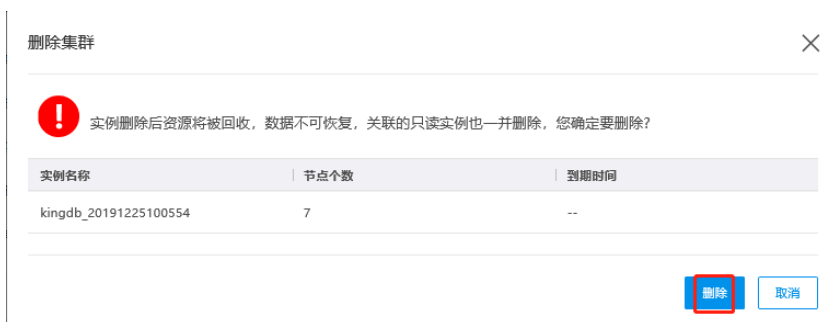 删除集群
实例删除后资源将被回收，数据不可恢复，关联的只读实例也一并删除，您确定要删除?
实例名称 节点个数 到期时间
kingdb_20191225100554 7 --
删除 取消